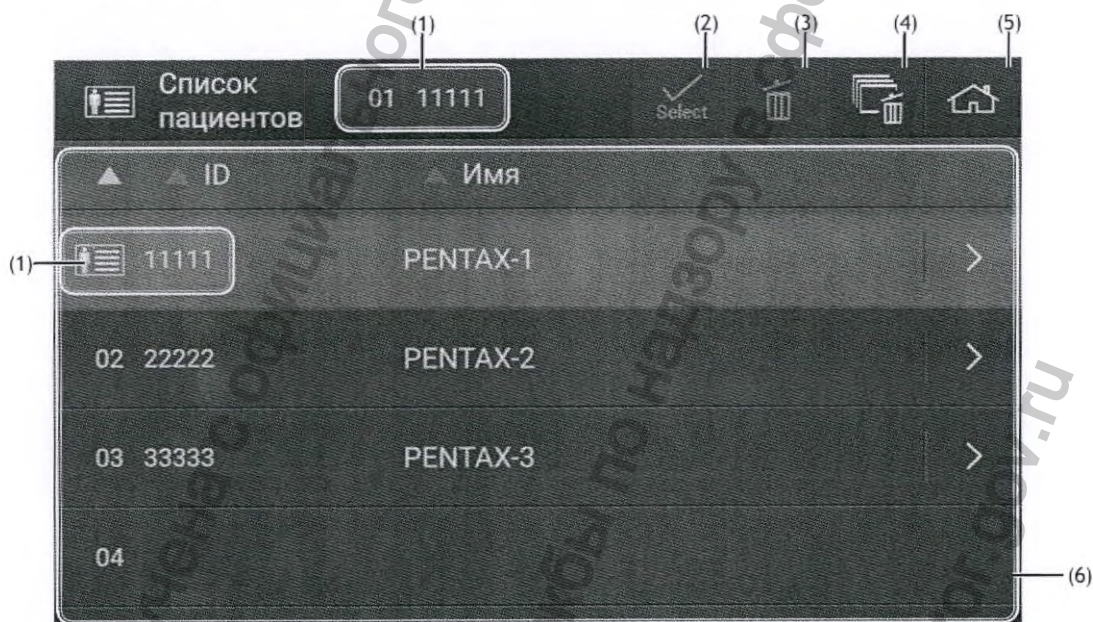 (1) (2) (3) (4) (5)
Список
пациентов
01 11111
Select
ID Имя
(1)
11111 PENTAX-1
02 22222 PENTAX-2
03 33333 PENTAX-3
04
(6)